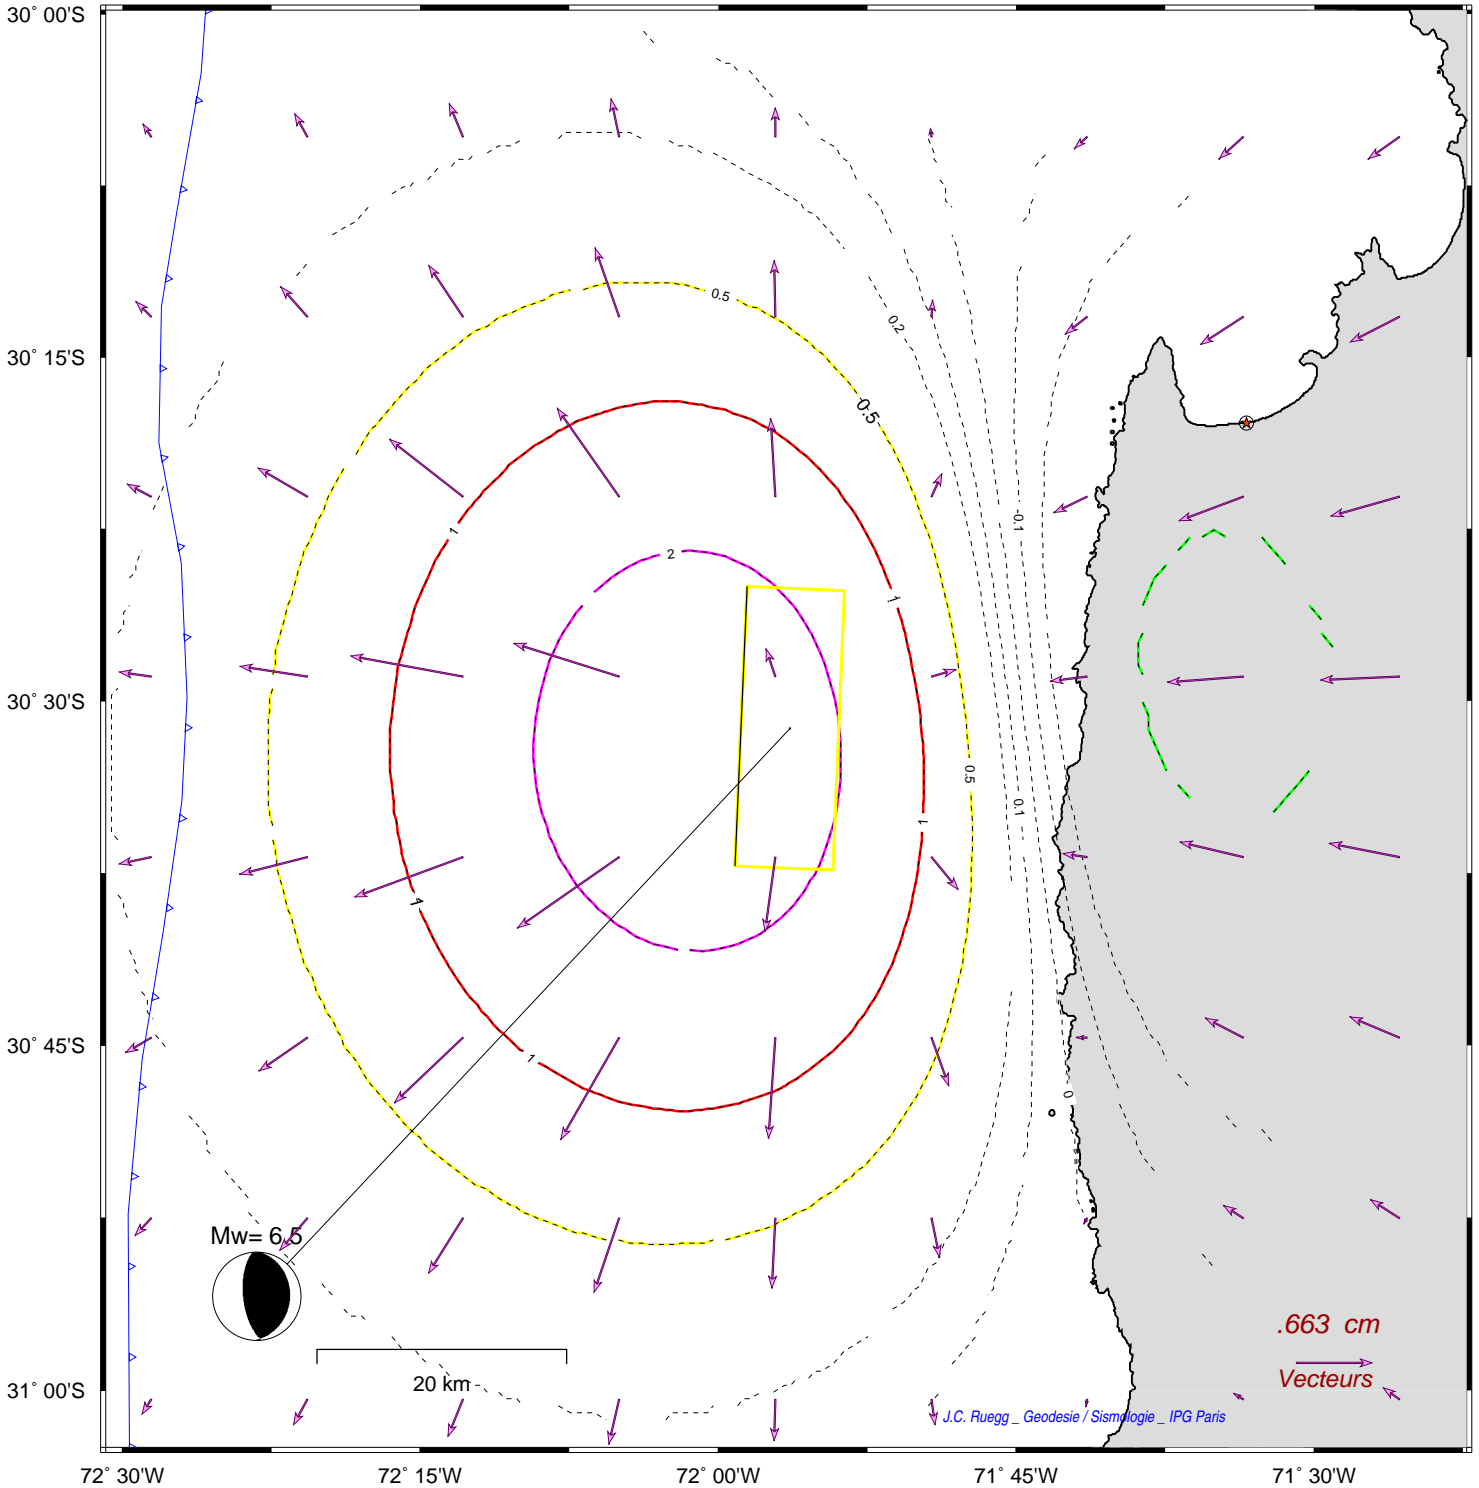 30° 00'S
0.5
0.2
30° 15'S
0.5
0.1
1
2
1
30° 30'S
0.5
0.1
1
1
30° 45'S
1
0
Mw= 6.5
.663 cm
20 km
Vecteurs
31° 00'S
J.C. Ruegg _ Geodesie / Sismologie _ IPG Paris
72° 30'W
72° 15'W
72° 00'W
71° 45'W
71° 30'W